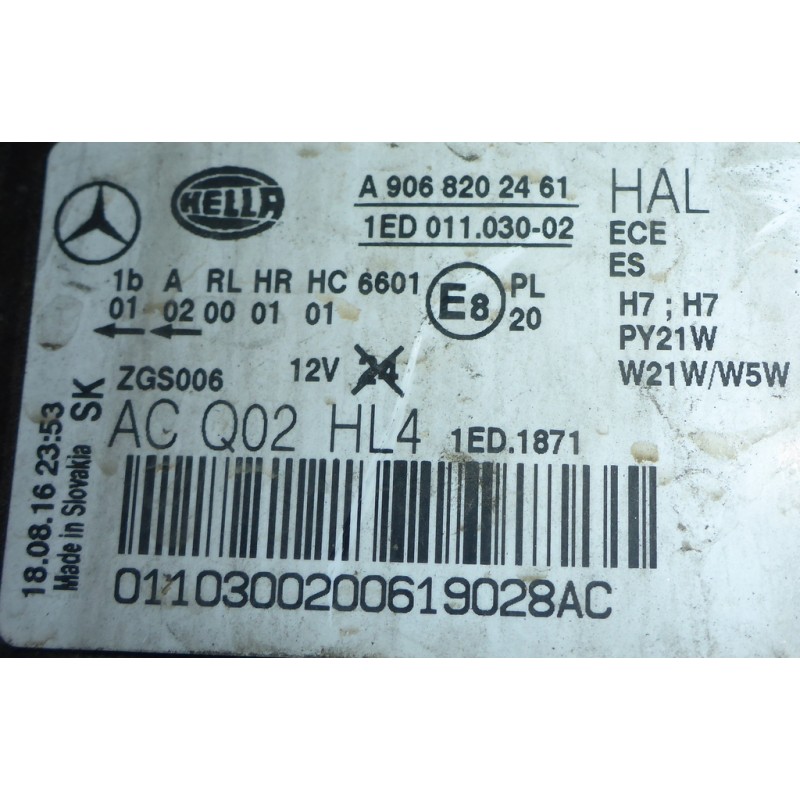 HELLA
A 906 820 24 61
1ED 011.030-02
HAL
ECE
ES
1b A RL HR HC 6601
01 02 00 01 01
E8
PL
20
H7 ; H7
PY21W
W21W/W5W
ZGS006 12V 24
AC Q02 HL4 1ED.1871
0110300200619028AC
18.08.16 23:53 SK
Made in Slovakia